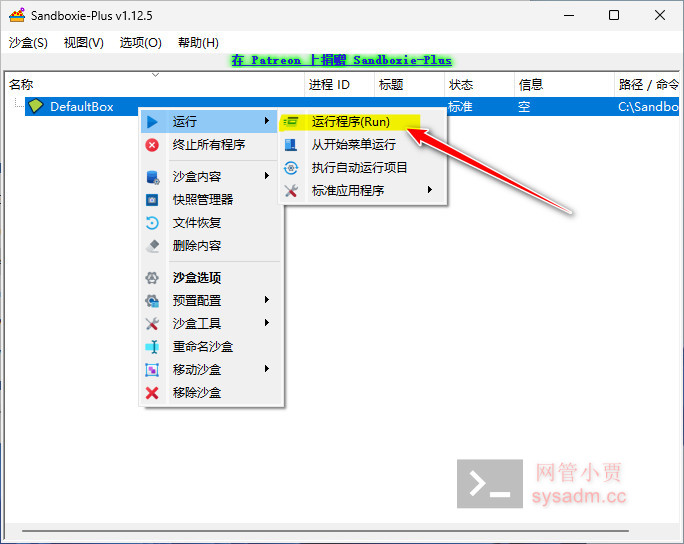 Sandboxie-Plus v1.12.5
沙盒(S) 视图(V) 选项(O) 帮助(H)
在 Patreon 上捐赠 Sandboxie-Plus
名称 进程 ID 标题 状态 信息 路径 / 命令
DefaultBox 标准 空 C:\Sandbo
运行 运行程序(Run)
终止所有程序 从开始菜单运行
执行自动运行项目
沙盒内容 标准应用程序
快照管理器
文件恢复
删除内容
沙盒选项
预置配置
沙盒工具
重命名沙盒
移动沙盒
移除沙盒
网管小贾
sysadm.cc